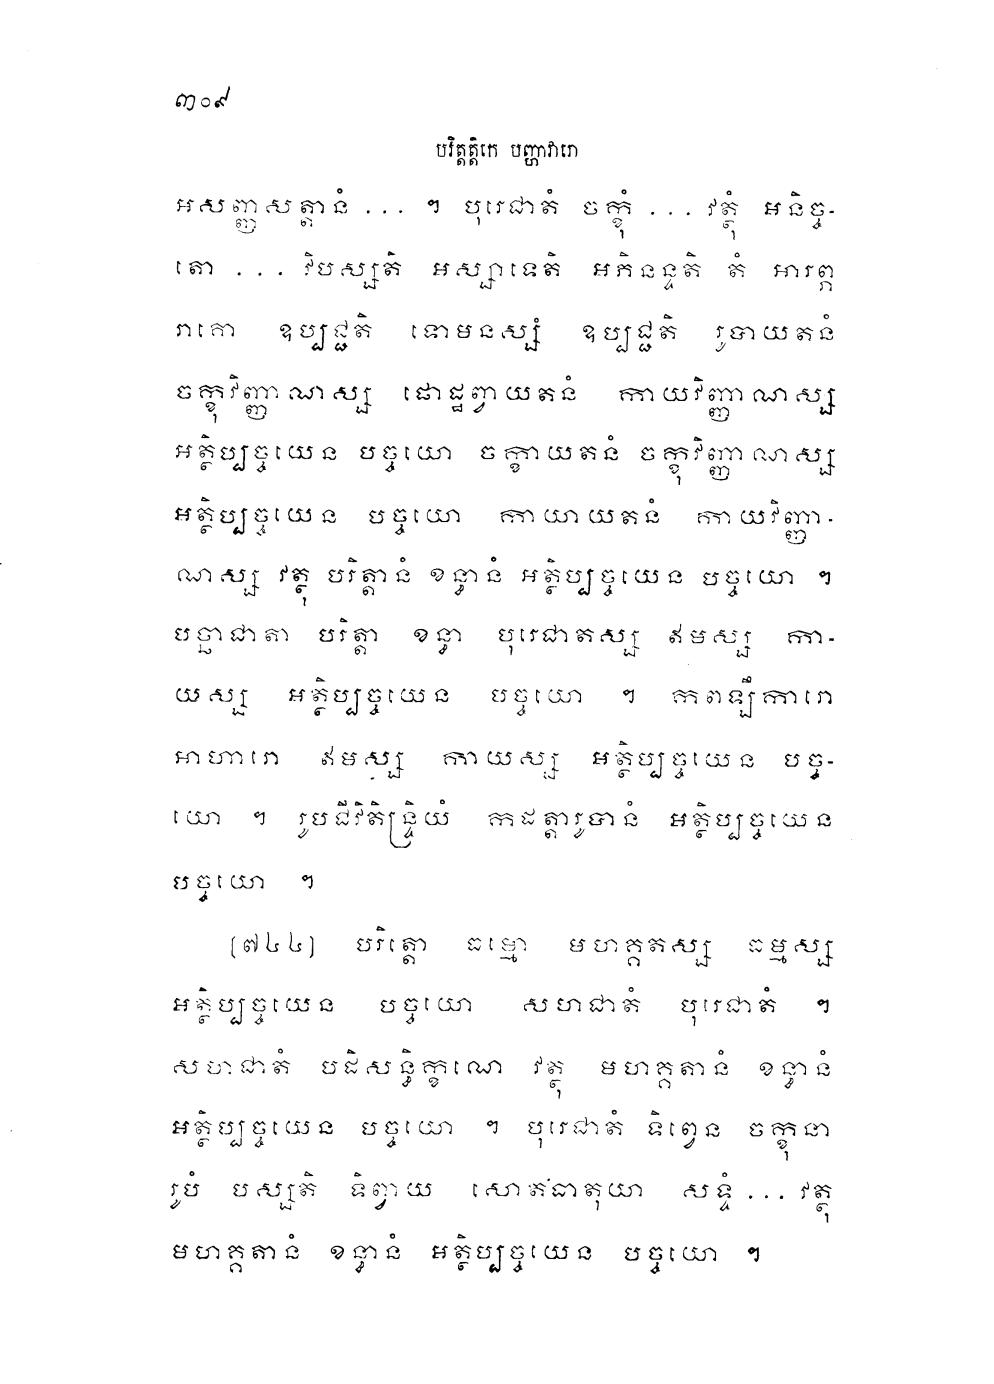 ៣០៩
បរិត្តត្តិកេ បញ្ហាវារោ
អសញ្ញសត្តានំ ... ។ បុរេជាតំ ចក្ខុំ ... វត្ថុំ អនិច្ច-
តោ ... វិបស្សតិ អស្សាទេតិ អភិនន្ទតិ តំ អារព្ភ
រាគោ ឧប្បជ្ជតិ ទោមនស្សំ ឧប្បជ្ជតិ រូបាយតនំ
ចក្ខុវិញ្ញាណស្ស ផោដ្ឋព្វាយតនំ កាយវិញ្ញាណស្ស
អត្ថិប្បច្ចយេន បច្ចយោ ចក្ខាយតនំ ចក្ខុវិញ្ញាណស្ស
អត្ថិប្បច្ចយេន បច្ចយោ កាយាយតនំ កាយវិញ្ញា-
ណស្ស វត្ថុ បរិត្តានំ ខន្ធានំ អត្ថិប្បច្ចយេន បច្ចយោ ។
បច្ឆាជាតា បរិត្តា ខន្ធា បុរេជាតស្ស ឥមស្ស កា-
យស្ស អត្ថិប្បច្ចយេន បច្ចយោ ។ កពឡឹការោ
អាហារោ ឥមស្ស កាយស្ស អត្ថិប្បច្ចយេន បច្ច-
យោ ។ រូបជីវិតិន្ទ្រិយំ កដត្តារូបានំ អត្ថិប្បច្ចយេន
បច្ចយោ ។
[៧៤៤] បរិត្តោ ធម្មោ មហគ្គតស្ស ធម្មស្ស
អត្ថិប្បច្ចយេន បច្ចយោ សហជាតំ បុរេជាតំ ។
សហជាតំ បដិសន្ធិក្ខណេ វត្ថុ មហគ្គតានំ ខន្ធានំ
អត្ថិប្បច្ចយេន បច្ចយោ ។ បុរេជាតំ ទិព្វេន ចក្ខុនា
រូបំ បស្សតិ ទិព្វាយ សោតធាតុយា សទ្ទំ ... វត្ថុ
មហគ្គតានំ ខន្ធានំ អត្ថិប្បច្ចយេន បច្ចយោ ។